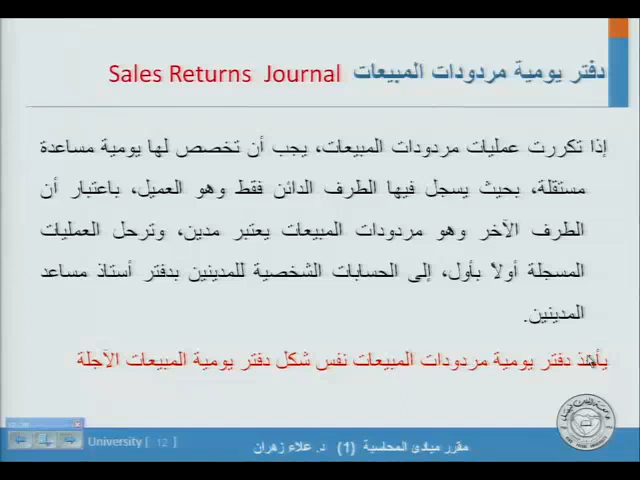 دفتر يومية مردودات المبيعات Sales Returns Journal
إذا تكررت عمليات مردودات المبيعات، يجب أن تخصص لها يومية مساعدة
مستقلة، بحيث يسجل فيها الطرف الدائن فقط وهو العميل، باعتبار أن
الطرف الآخر وهو مردودات المبيعات يعتبر مدين، وترحل العمليات
المسجلة أولاً بأول، إلى الحسابات الشخصية للمدينين بدفتر أستاذ مساعد
المدينين.
يأخذ دفتر يومية مردودات المبيعات نفس شكل دفتر يومية المبيعات الآجلة
مقرر مبادئ المحاسبة (1) د. علاء زهران
University [ 12 ]